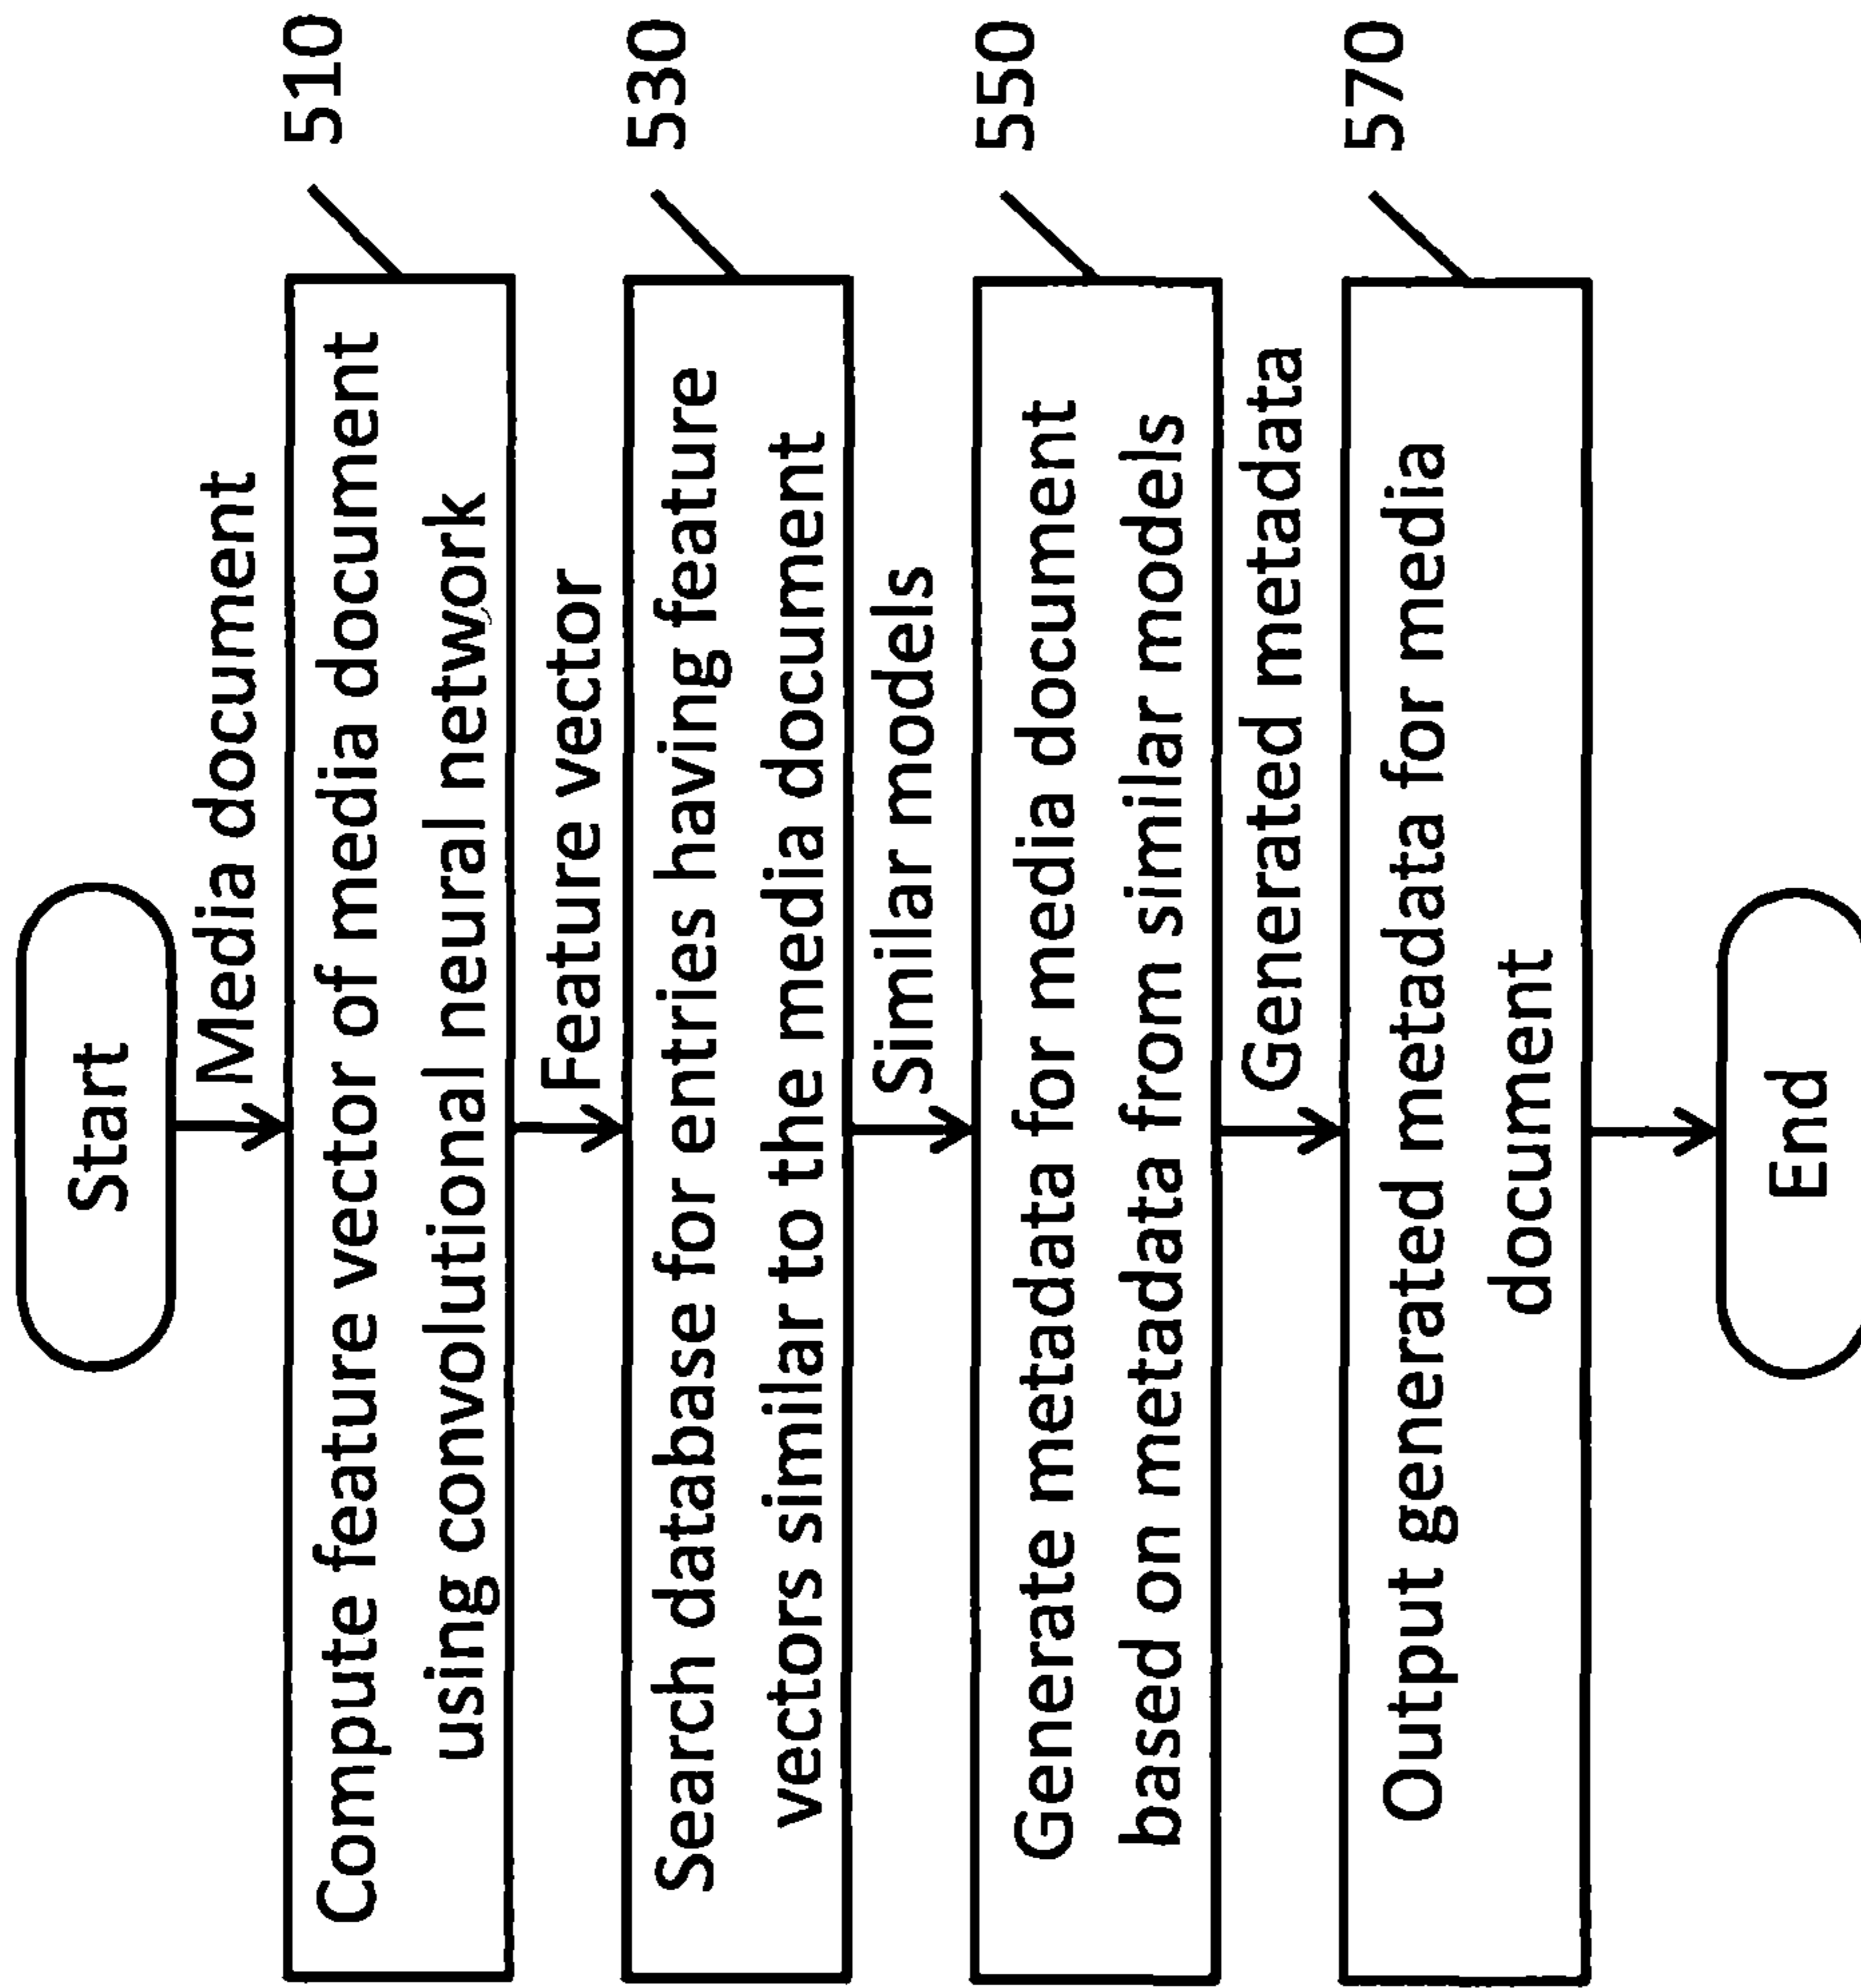 Start
Media document
Compute feature vector of media document
using convolutional neural network
510
Feature vector
Search database for entries having feature
vectors similar to the media document
530
Similar models
Generate metadata for media document
based on metadata from similar models
550
Generated metadata
Output generated metadata for media
document
570
End